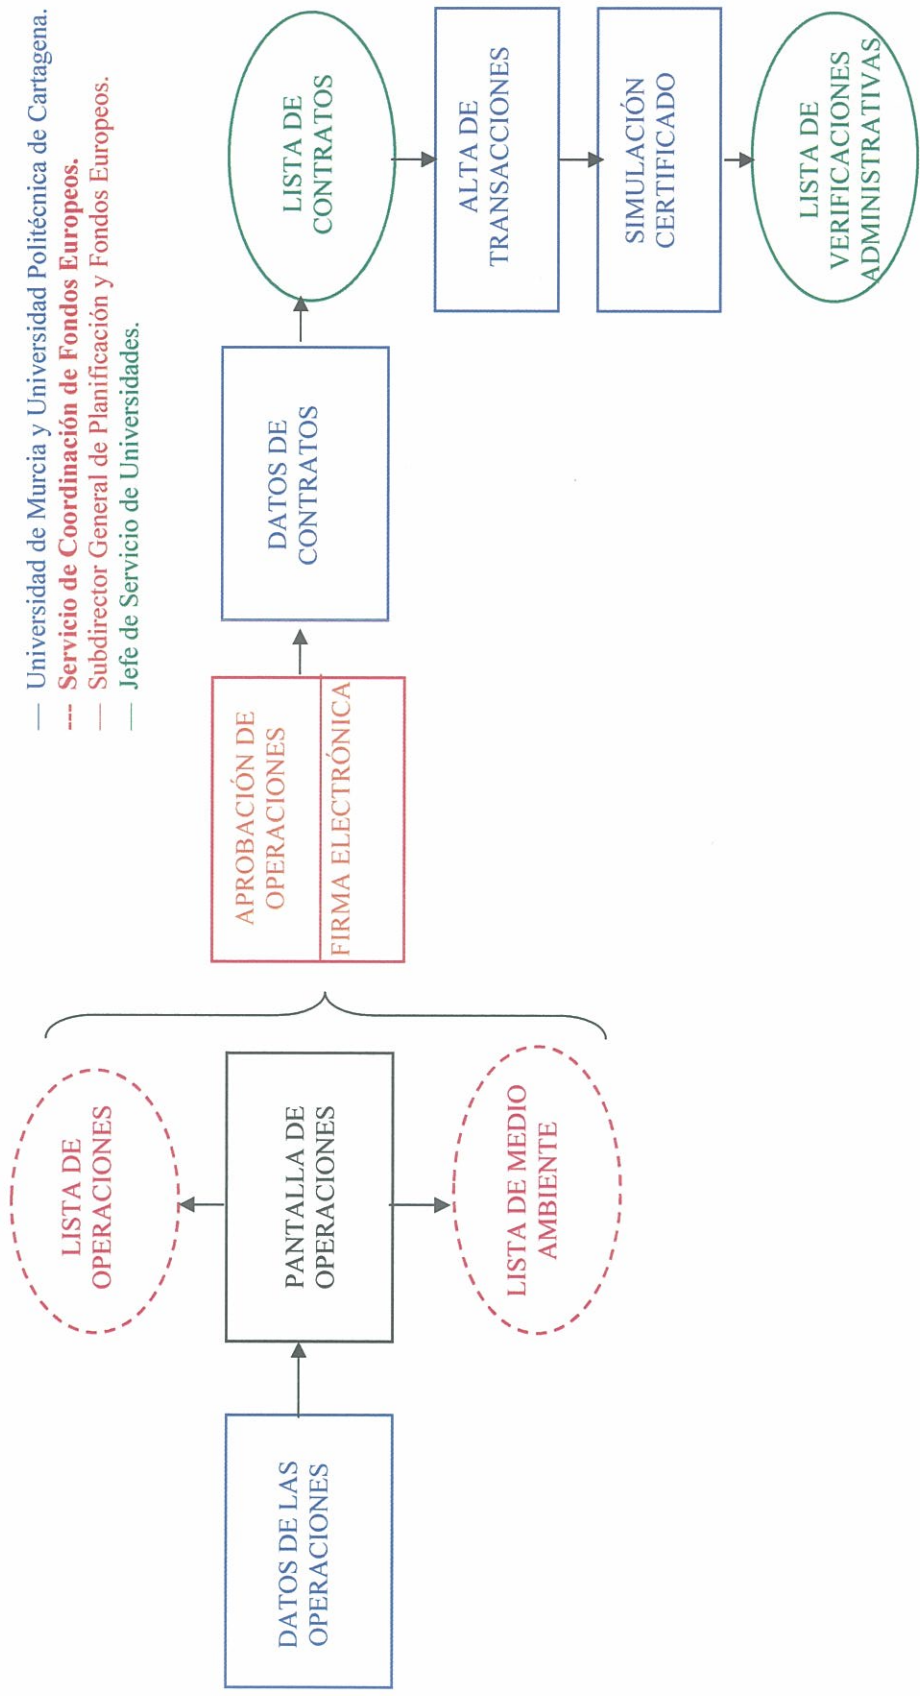 — Universidad de Murcia y Universidad Politécnica de Cartagena.
--- Servicio de Coordinación de Fondos Europeos.
— Subdirector General de Planificación y Fondos Europeos.
— Jefe de Servicio de Universidades.
DATOS DE LAS
OPERACIONES
LISTA DE
OPERACIONES
PANTALLA DE
OPERACIONES
LISTA DE MEDIO
AMBIENTE
APROBACIÓN DE
OPERACIONES
FIRMA ELECTRÓNICA
DATOS DE
CONTRATOS
LISTA DE
CONTRATOS
ALTA DE
TRANSACCIONES
SIMULACIÓN
CERTIFICADO
LISTA DE
VERIFICACIONES
ADMINISTRATIVAS